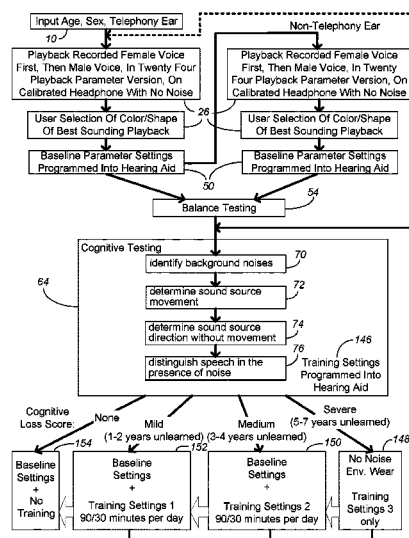 Input Age, Sex, Telephony Ear
10
Non-Telephony Ear
Playback Recorded Female Voice
First, Then Male Voice, In Twenty Four
Playback Parameter Version, On
Calibrated Headphone With No Noise
Playback Recorded Female Voice
First, Then Male Voice, In Twenty
Four Playback Parameter Version, On
Calibrated Headphone With No Noise
26
User Selection Of Color/Shape
Of Best Sounding Playback
User Selection Of Color/Shape
Of Best Sounding Playback
Baseline Parameter Settings
Programmed Into Hearing Aid
50
Baseline Parameter Settings
Programmed Into Hearing Aid
Balance Testing
54
Cognitive Testing
64
identify background noises
70
determine sound source
movement
72
determine sound source
direction without movement
74
distinguish speech in the
presence of noise
76
146
Training Settings
Programmed Into
Hearing Aid
Cognitive
Loss Score:
None
Mild
(1-2 years unlearned)
Medium
(3-4 years unlearned)
Severe
(5-7 years unlearned)
154
Baseline
Settings
+
No
Training
152
Baseline
Settings
+
Training Settings 1
90/30 minutes per day
150
Baseline
Settings
+
Training Settings 2
90/30 minutes per day
148
No Noise
Env. Wear
Training
Settings 3
only